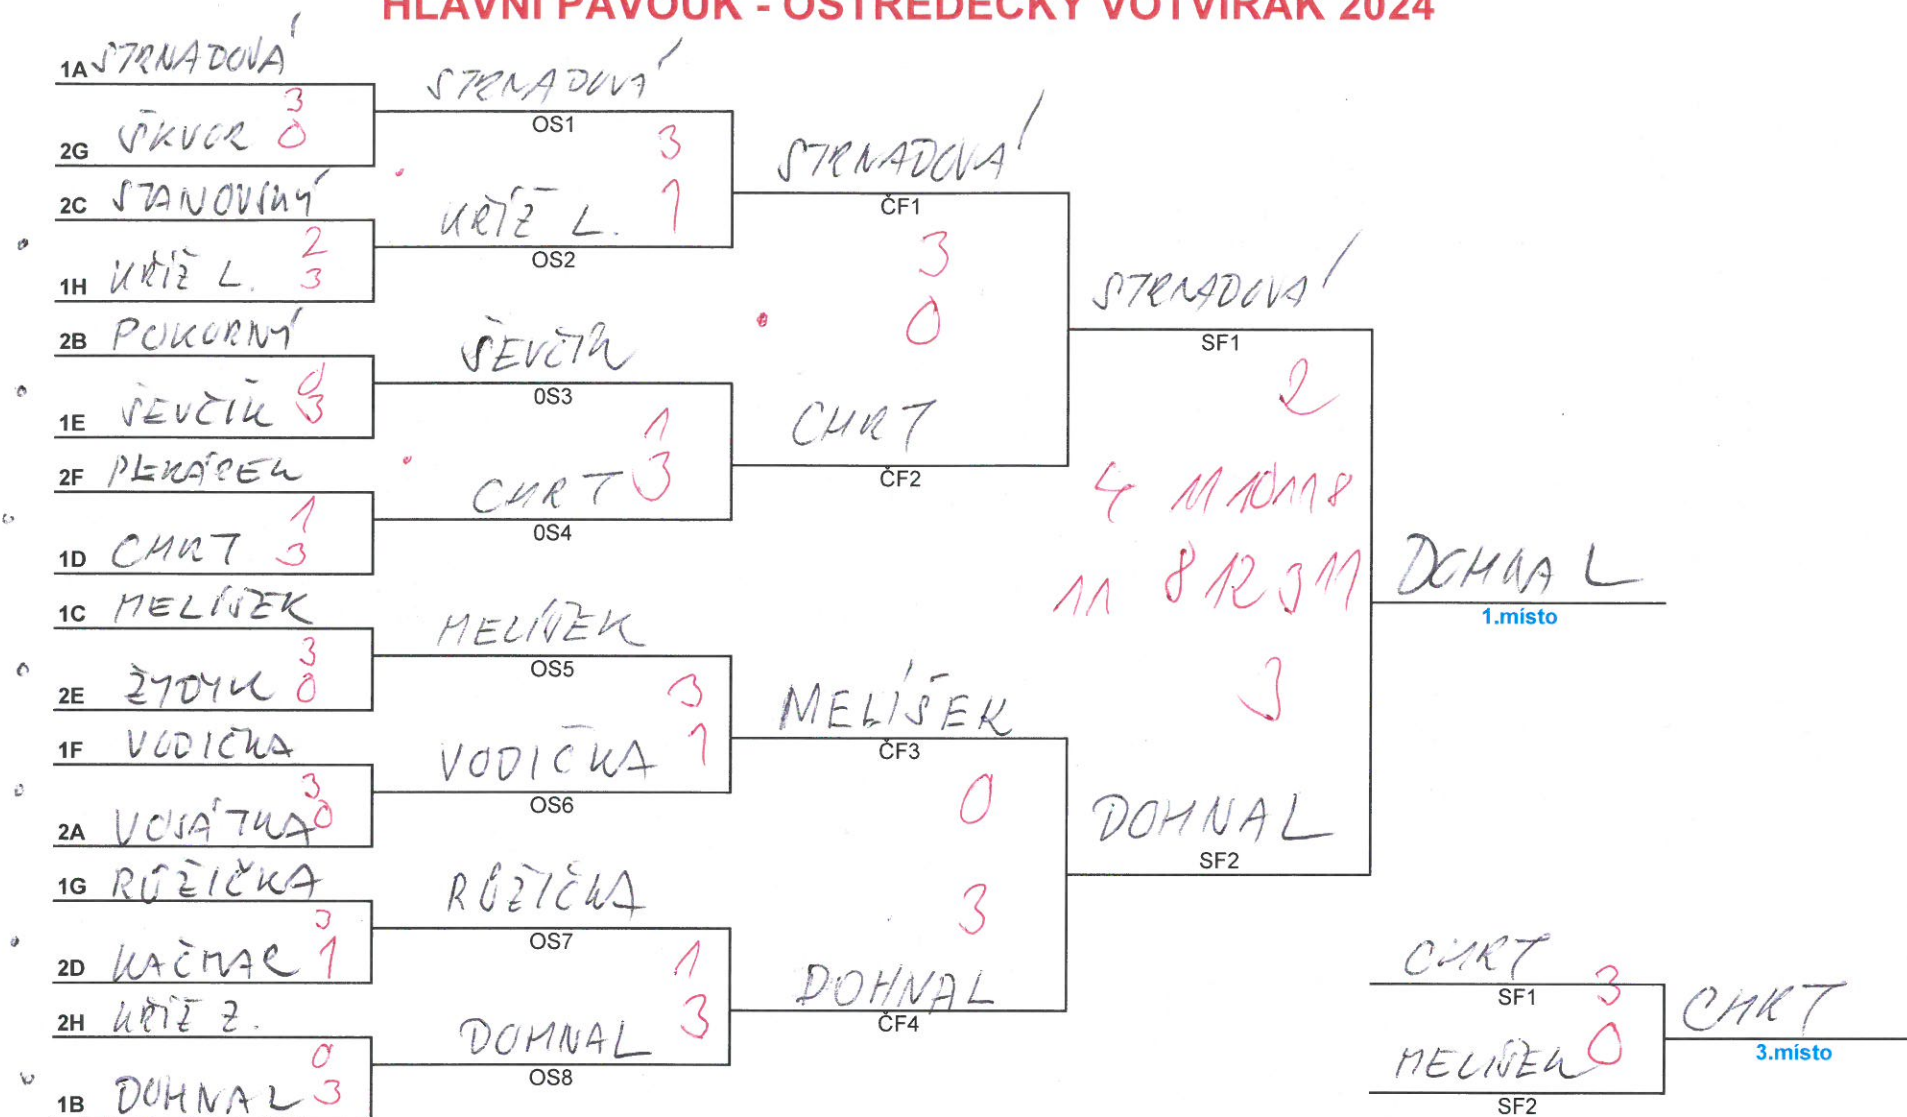 HLAVNÍ PAVOUK - OSTŘEDECKÝ VOTVÍRÁK 2024
1A STRNADOVÁ 3
2G ŠKVOR 0
2C STANOVSKÝ 2
1H KŘÍŽ L. 3
2B POKORNÝ 0
1E ŠEVČÍK 3
2F PEKÁREK 1
1D CHRT 3
1C MELÍŠEK 3
2E ŽYDYK 0
1F VODIČKA 3
2A VOSÁTKA 0
1G RŮŽIČKA 3
2D KAČMAR 1
2H KŘÍŽ Z. 0
1B DOHNAL 3
STRNADOVÁ
OS1 3
KŘÍŽ L. 1
OS2
ŠEVČÍK
0S3 1
CHRT 3
0S4
MELÍŠEK
OS5 3
VODIČKA 1
OS6
RŮŽIČKA
OS7 1
DOHNAL 3
OS8
STRNADOVÁ
ČF1
3
0
CHRT
ČF2
MELÍŠEK
ČF3
0
3
DOHNAL
ČF4
STRNADOVÁ
SF1
2
4 11 10 11 8
11 8 12 9 11
3
DOHNAL
SF2
DOHNAL
1.místo
CHRT 3
SF1
MELÍŠEK 0
SF2
CHRT
3.místo